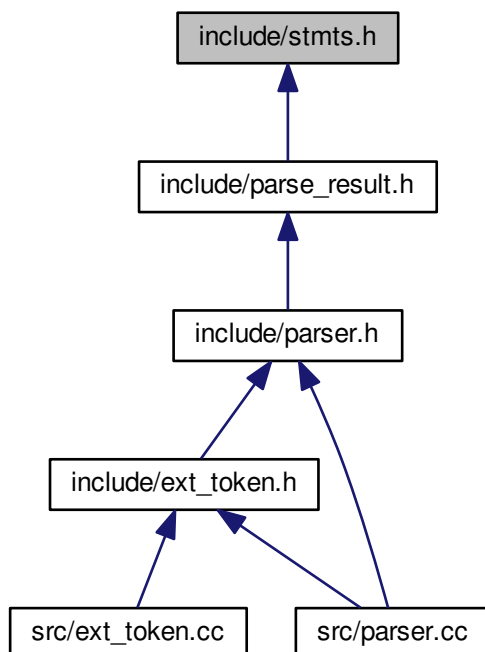 include/stmts.h
include/parse_result.h
include/parser.h
include/ext_token.h
src/ext_token.cc
src/parser.cc